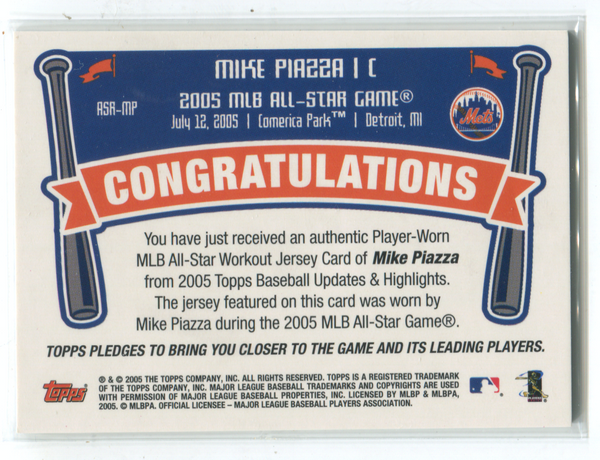 MIKE PIAZZA | C
ASR-MP
2005 MLB ALL-STAR GAME®
July 12, 2005 | Comerica Park™ | Detroit, MI
Mets
CONGRATULATIONS
You have just received an authentic Player-Worn
MLB All-Star Workout Jersey Card of Mike Piazza
from 2005 Topps Baseball Updates & Highlights.
The jersey featured on this card was worn by
Mike Piazza during the 2005 MLB All-Star Game®.
TOPPS PLEDGES TO BRING YOU CLOSER TO THE GAME AND ITS LEADING PLAYERS.
Topps
® & © 2005 THE TOPPS COMPANY, INC. ALL RIGHTS RESERVED. TOPPS IS A REGISTERED TRADEMARK
OF THE TOPPS COMPANY, INC. MAJOR LEAGUE BASEBALL TRADEMARKS AND COPYRIGHTS ARE USED
WITH PERMISSION OF MAJOR LEAGUE BASEBALL PROPERTIES, INC. LICENSED BY MLBP & MLBPA,
2005. © MLBPA. OFFICIAL LICENSEE – MAJOR LEAGUE BASEBALL PLAYERS ASSOCIATION.